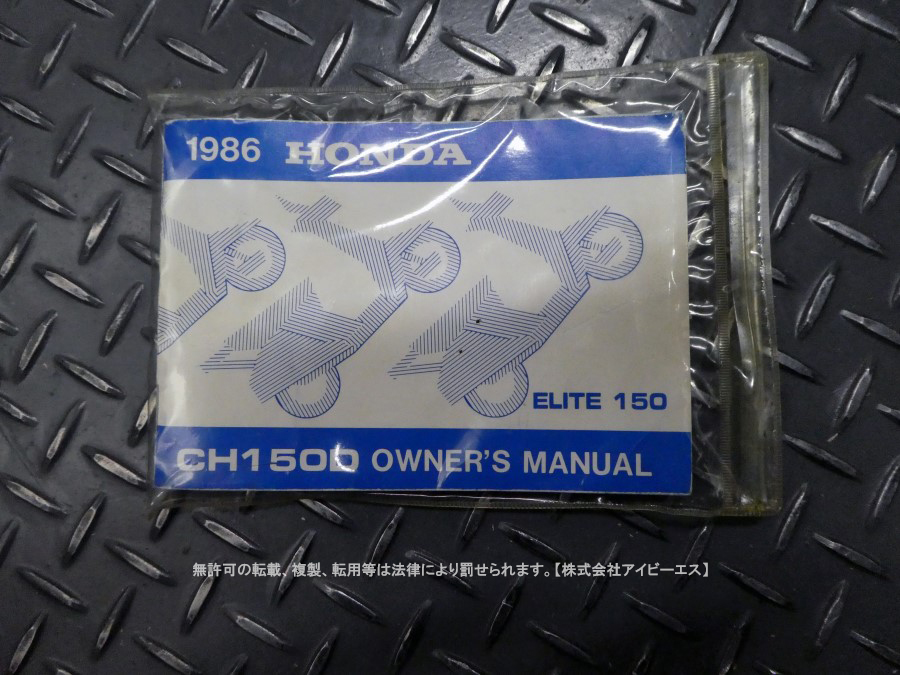 1986 HONDA
ELITE 150
CH150D OWNER'S MANUAL
無許可の転載、複製、転用等は法律により罰せられます。【株式会社アイビーエス】